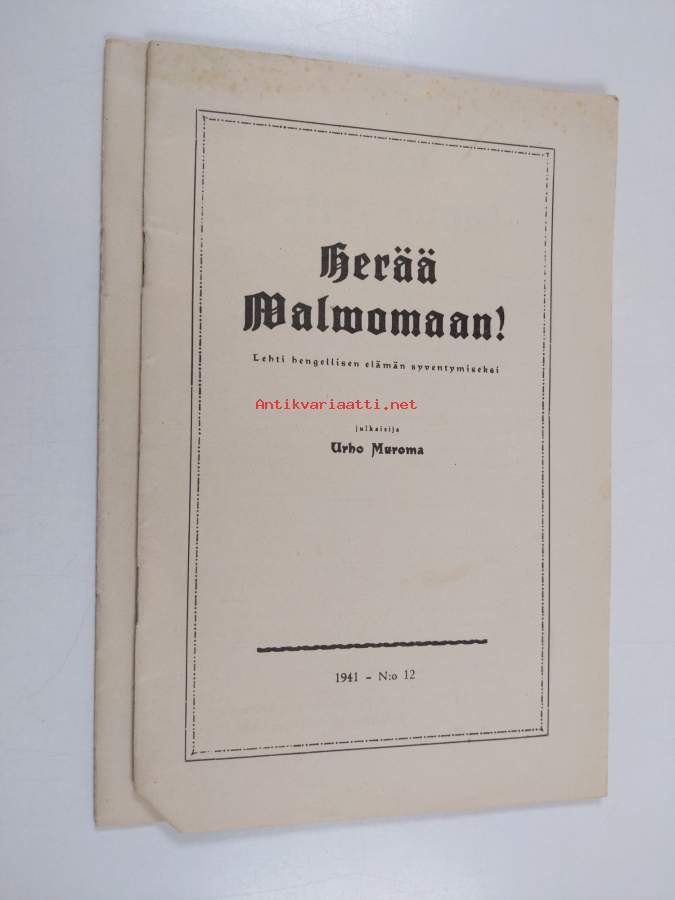 Herää
Walwomaan!
Lehti hengellisen elämän syventymiseksi
Antikvariaatti.net
julkaisija
Urho Muroma
1941 – N:o 12